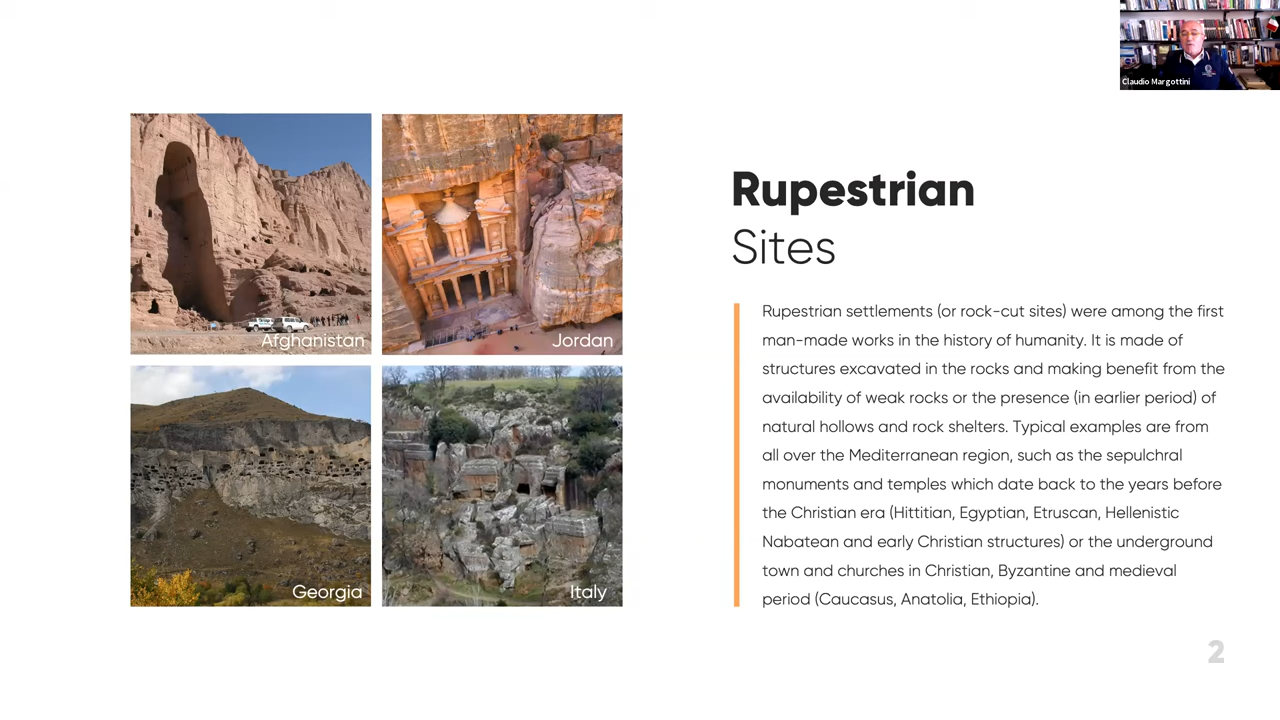 Claudio Margottini
Afghanistan
Jordan
Georgia
Italy
Rupestrian
Sites
Rupestrian settlements (or rock-cut sites) were among the first
man-made works in the history of humanity. It is made of
structures excavated in the rocks and making benefit from the
availability of weak rocks or the presence (in earlier period) of
natural hollows and rock shelters. Typical examples are from
all over the Mediterranean region, such as the sepulchral
monuments and temples which date back to the years before
the Christian era (Hittitian, Egyptian, Etruscan, Hellenistic
Nabatean and early Christian structures) or the underground
town and churches in Christian, Byzantine and medieval
period (Caucasus, Anatolia, Ethiopia).
2